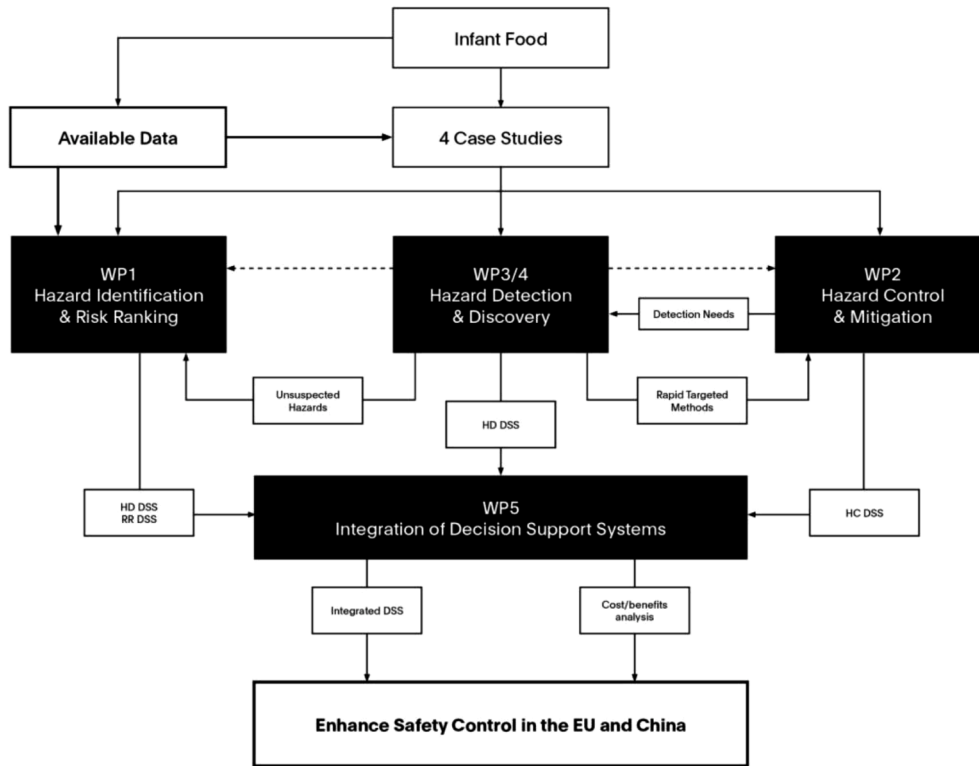 Infant Food
Available Data
4 Case Studies
WP1
Hazard Identification
& Risk Ranking
WP3/4
Hazard Detection
& Discovery
WP2
Hazard Control
& Mitigation
Detection Needs
Unsuspected
Hazards
Rapid Targeted
Methods
HD DSS
HD DSS
RR DSS
WP5
Integration of Decision Support Systems
HC DSS
Integrated DSS
Cost/benefits
analysis
Enhance Safety Control in the EU and China